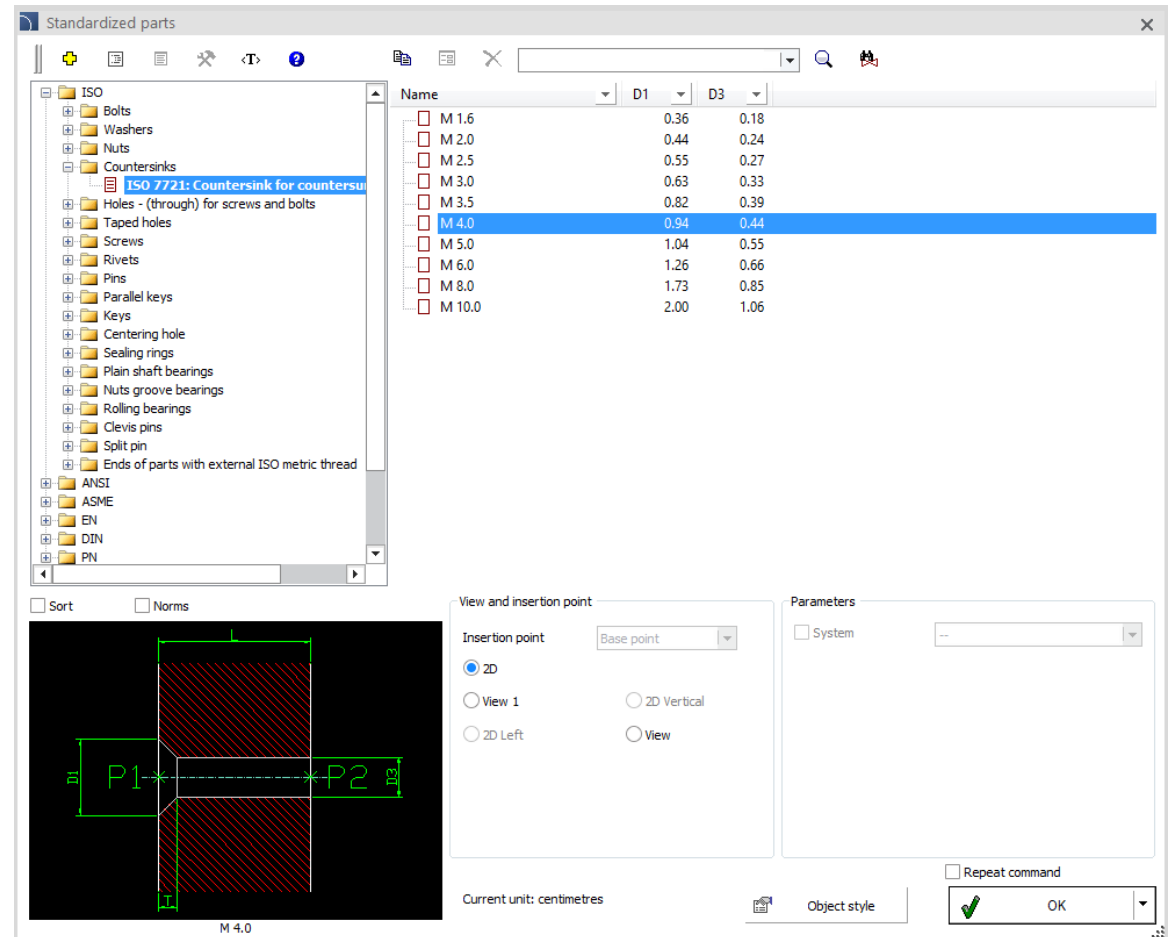 Standardized parts
‹T›
?
ISO
Bolts
Washers
Nuts
Countersinks
ISO 7721: Countersink for countersu
Holes - (through) for screws and bolts
Taped holes
Screws
Rivets
Pins
Parallel keys
Keys
Centering hole
Sealing rings
Plain shaft bearings
Nuts groove bearings
Rolling bearings
Clevis pins
Split pin
Ends of parts with external ISO metric thread
ANSI
ASME
EN
DIN
PN
Name D1 D3
M 1.6 0.36 0.18
M 2.0 0.44 0.24
M 2.5 0.55 0.27
M 3.0 0.63 0.33
M 3.5 0.82 0.39
M 4.0 0.94 0.44
M 5.0 1.04 0.55
M 6.0 1.26 0.66
M 8.0 1.73 0.85
M 10.0 2.00 1.06
Sort Norms
L
D1 P1 P2 D3
T
M 4.0
View and insertion point
Insertion point Base point
2D
View 1 2D Vertical
2D Left View
Parameters
System --
Current unit: centimetres
Object style
Repeat command
OK